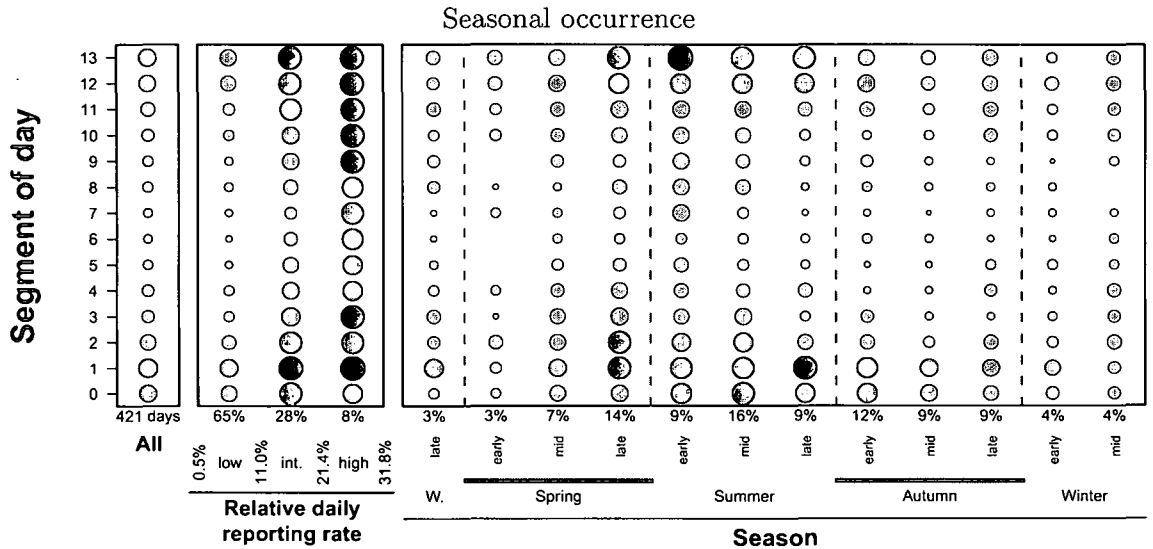 Seasonal occurrence
Segment of day
13
12
11
10
9
8
7
6
5
4
3
2
1
0
421 days 65% 28% 8% 3% 3% 7% 14% 9% 16% 9% 12% 9% 9% 4% 4%
All
0.5% low 11.0% int. 21.4% high 31.8%
late early mid late early mid late early mid late early mid
W. Spring Summer Autumn Winter
Relative daily
reporting rate
Season